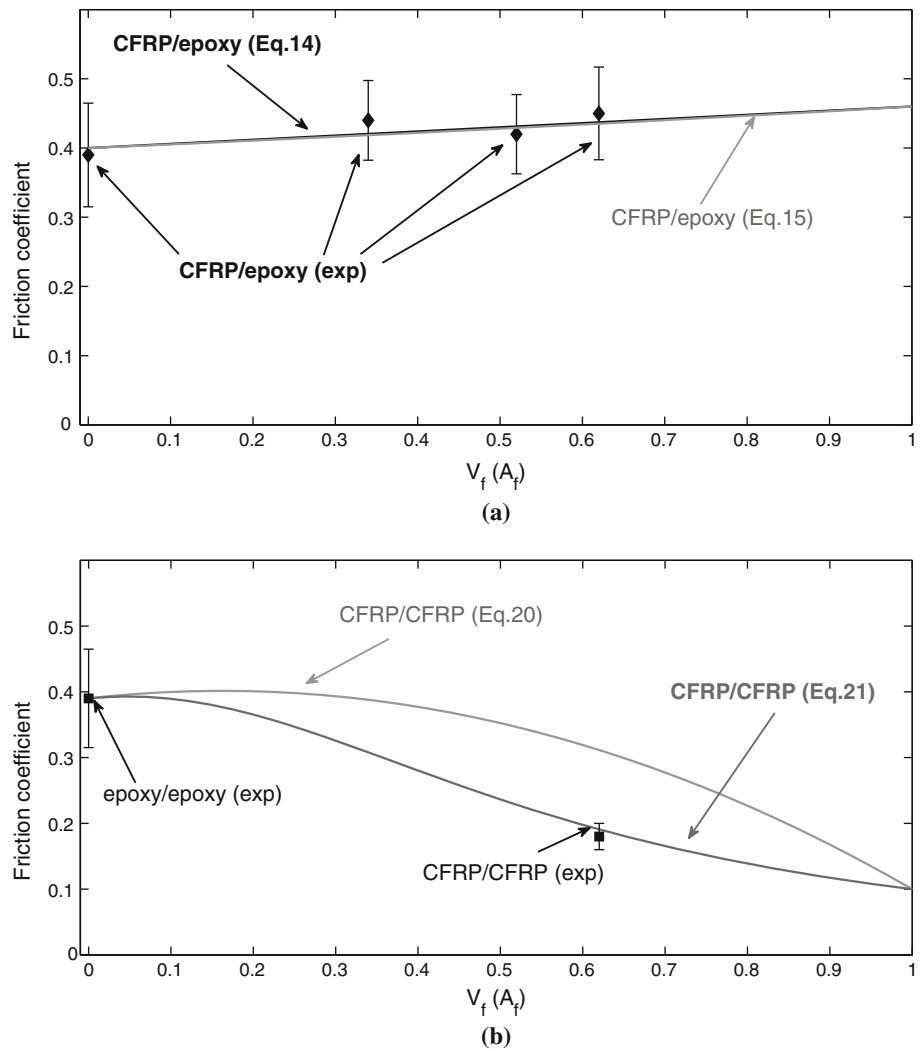 CFRP/epoxy (Eq.14)
0.5
0.4
0.3
0.2
0.1
0
Friction coefficient
CFRP/epoxy (Eq.15)
CFRP/epoxy (exp)
0 0.1 0.2 0.3 0.4 0.5 0.6 0.7 0.8 0.9 1
V_f (A_f)
(a)
CFRP/CFRP (Eq.20)
0.5
0.4
0.3
0.2
0.1
0
Friction coefficient
CFRP/CFRP (Eq.21)
epoxy/epoxy (exp)
CFRP/CFRP (exp)
0 0.1 0.2 0.3 0.4 0.5 0.6 0.7 0.8 0.9 1
V_f (A_f)
(b)